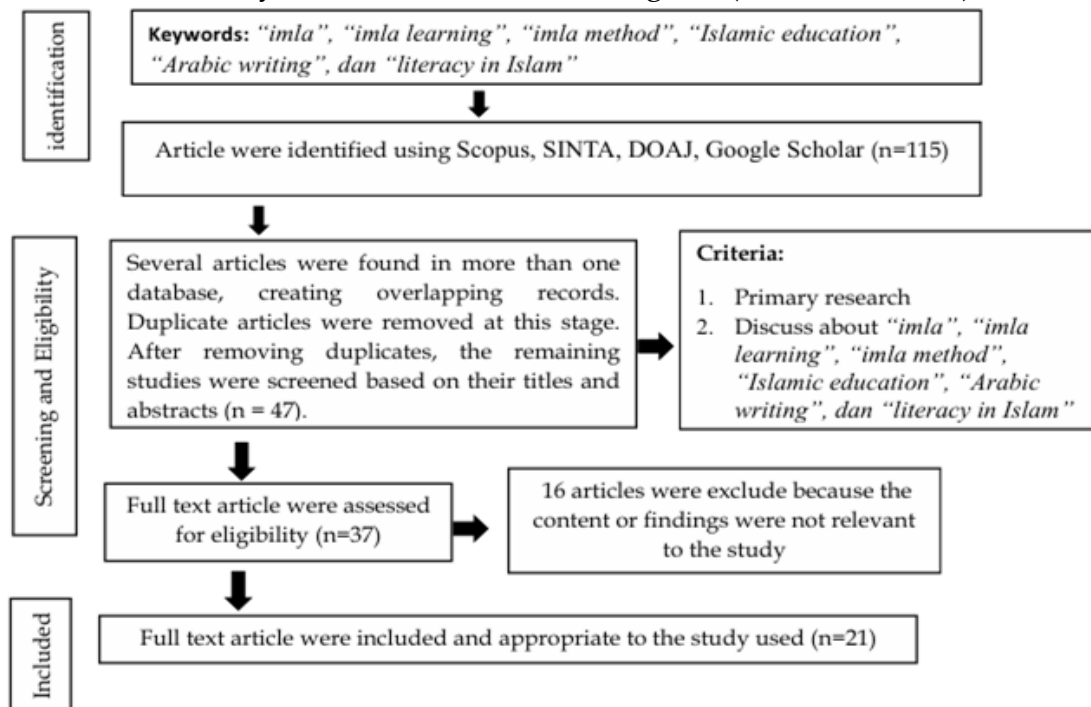 identification
Keywords: “imla”, “imla learning”, “imla method”, “Islamic education”,
“Arabic writing”, dan “literacy in Islam”
Article were identified using Scopus, SINTA, DOAJ, Google Scholar (n=115)
Screening and Eligibility
Several articles were found in more than one
database, creating overlapping records.
Duplicate articles were removed at this stage.
After removing duplicates, the remaining
studies were screened based on their titles and
abstracts (n = 47).
Criteria:
1. Primary research
2. Discuss about “imla”, “imla
learning”, “imla method”,
“Islamic education”, “Arabic
writing”, dan “literacy in Islam”
Full text article were assessed
for eligibility (n=37)
16 articles were exclude because the
content or findings were not relevant
to the study
Included
Full text article were included and appropriate to the study used (n=21)